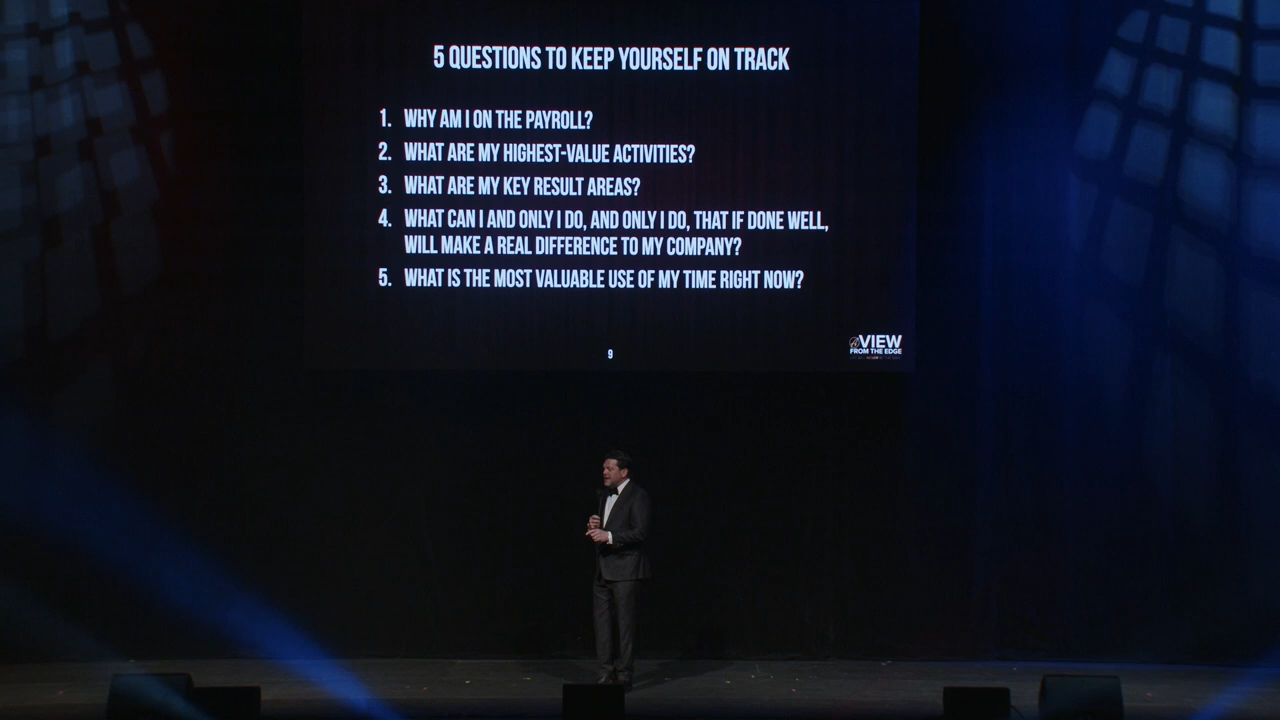 5 QUESTIONS TO KEEP YOURSELF ON TRACK
1. WHY AM I ON THE PAYROLL?
2. WHAT ARE MY HIGHEST-VALUE ACTIVITIES?
3. WHAT ARE MY KEY RESULT AREAS?
4. WHAT CAN I AND ONLY I DO, AND ONLY I DO, THAT IF DONE WELL,
WILL MAKE A REAL DIFFERENCE TO MY COMPANY?
5. WHAT IS THE MOST VALUABLE USE OF MY TIME RIGHT NOW?
9
A VIEW
FROM THE EDGE